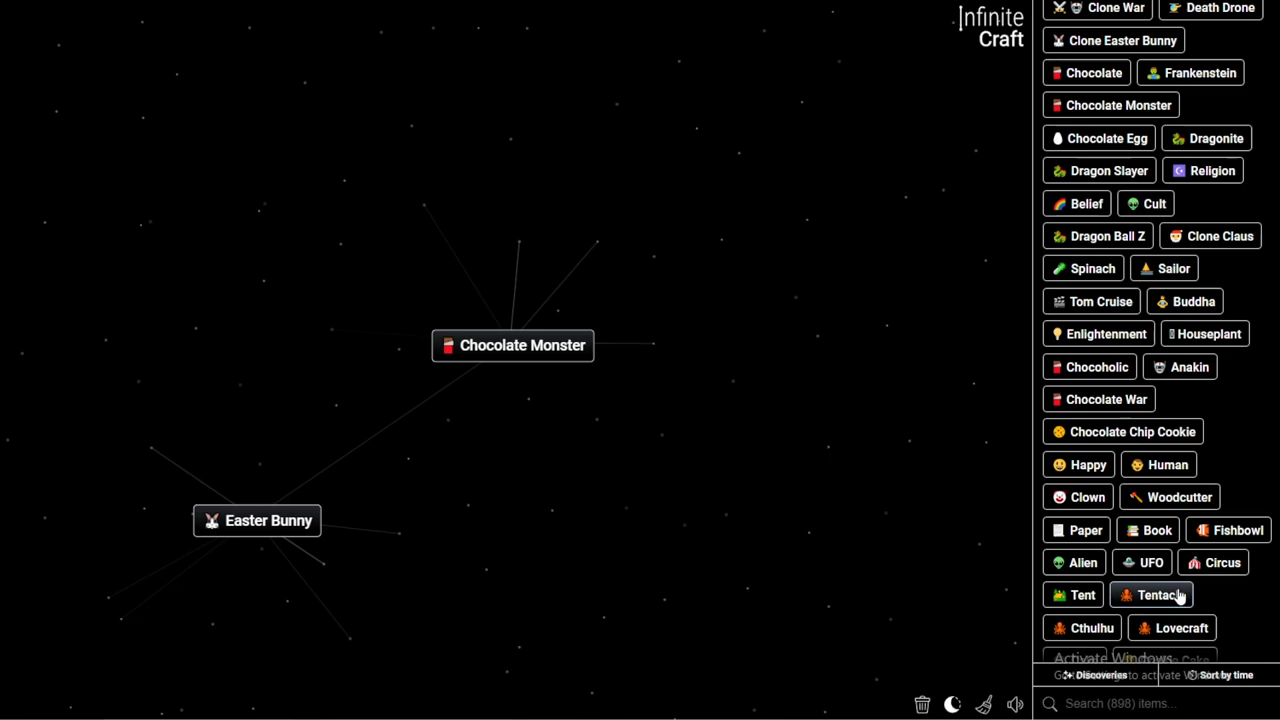 Infinite
Craft
Clone War
Death Drone
Clone Easter Bunny
Chocolate
Frankenstein
Chocolate Monster
Chocolate Egg
Dragonite
Dragon Slayer
Religion
Belief
Cult
Dragon Ball Z
Clone Claus
Spinach
Sailor
Tom Cruise
Buddha
Enlightenment
Houseplant
Chocoholic
Anakin
Chocolate War
Chocolate Chip Cookie
Happy
Human
Clown
Woodcutter
Paper
Book
Fishbowl
Alien
UFO
Circus
Tent
Cthulhu
Lovecraft
Activate Windows
Discoveries
Sort by time
Search (898) items...
Chocolate Monster
Easter Bunny